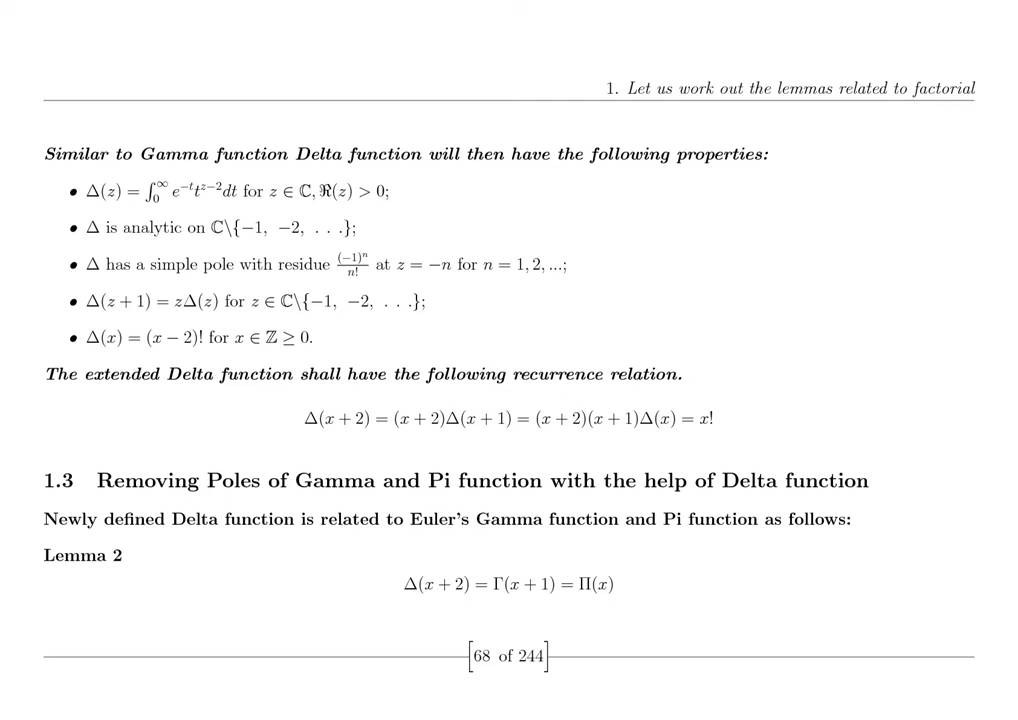 1. Let us work out the lemmas related to factorial
Similar to Gamma function Delta function will then have the following properties:
• Δ(z) = ∫₀^∞ e^{−t}t^{z−2}dt for z ∈ ℂ, ℜ(z) > 0;
• Δ is analytic on ℂ\{−1, −2, . . .};
• Δ has a simple pole with residue (−1)^n/n! at z = −n for n = 1, 2, ...;
• Δ(z + 1) = zΔ(z) for z ∈ ℂ\{−1, −2, . . .};
• Δ(x) = (x − 2)! for x ∈ ℤ ≥ 0.
The extended Delta function shall have the following recurrence relation.
Δ(x + 2) = (x + 2)Δ(x + 1) = (x + 2)(x + 1)Δ(x) = x!
1.3 Removing Poles of Gamma and Pi function with the help of Delta function
Newly defined Delta function is related to Euler's Gamma function and Pi function as follows:
Lemma 2
Δ(x + 2) = Γ(x + 1) = Π(x)
[68 of 244]